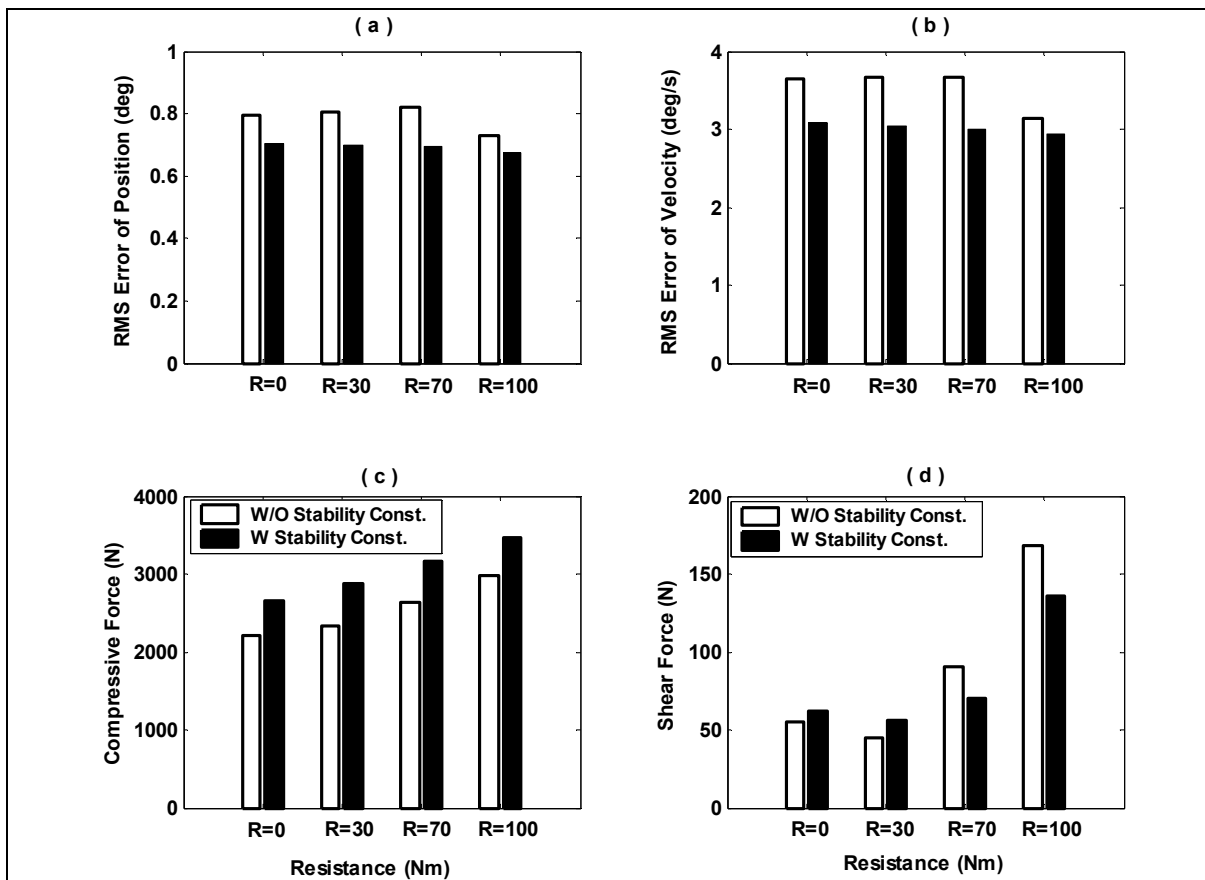 ( a )
1
0.8
0.6
0.4
0.2
0
RMS Error of Position (deg)
R=0 R=30 R=70 R=100
( b )
4
3
2
1
0
RMS Error of Velocity (deg/s)
R=0 R=30 R=70 R=100
( c )
4000
3000
2000
1000
0
Compressive Force (N)
W/O Stability Const.
W Stability Const.
R=0 R=30 R=70 R=100
Resistance (Nm)
( d )
200
150
100
50
0
Shear Force (N)
W/O Stability Const.
W Stability Const.
R=0 R=30 R=70 R=100
Resistance (Nm)